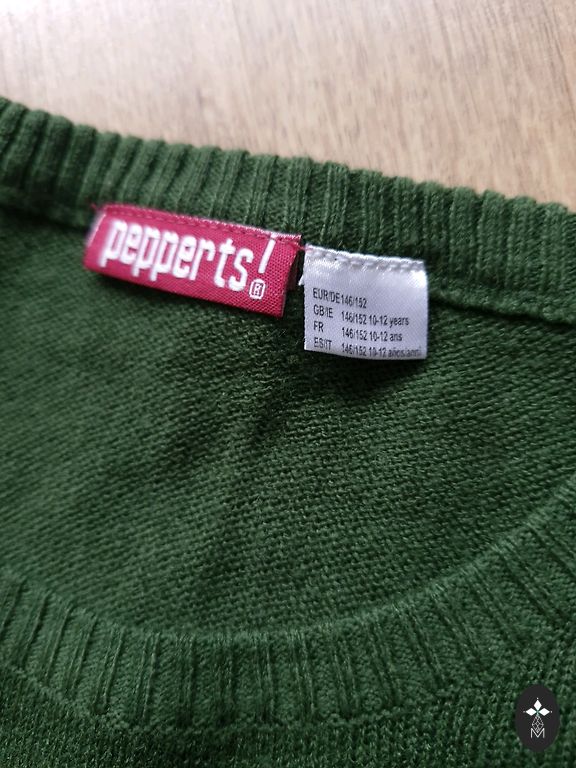 pepperts!®
EUR/DE 146/152
GB/IE 146/152 10-12 years
FR 146/152 10-12 ans
ES/IT 146/152 10-12 años/anni
M